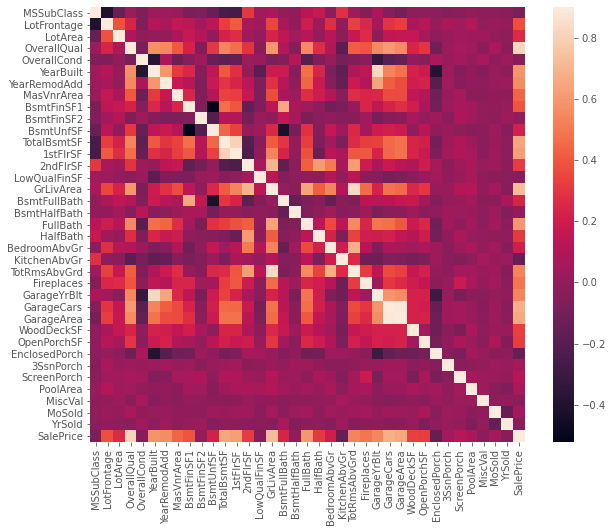 MSSubClass
LotFrontage
LotArea
OverallQual
OverallCond
YearBuilt
YearRemodAdd
MasVnrArea
BsmtFinSF1
BsmtFinSF2
BsmtUnfSF
TotalBsmtSF
1stFlrSF
2ndFlrSF
LowQualFinSF
GrLivArea
BsmtFullBath
BsmtHalfBath
FullBath
HalfBath
BedroomAbvGr
KitchenAbvGr
TotRmsAbvGrd
Fireplaces
GarageYrBlt
GarageCars
GarageArea
WoodDeckSF
OpenPorchSF
EnclosedPorch
3SsnPorch
ScreenPorch
PoolArea
MiscVal
MoSold
YrSold
SalePrice
MSSubClass
LotFrontage
LotArea
OverallQual
OverallCond
YearBuilt
YearRemodAdd
MasVnrArea
BsmtFinSF1
BsmtFinSF2
BsmtUnfSF
TotalBsmtSF
1stFlrSF
2ndFlrSF
LowQualFinSF
GrLivArea
BsmtFullBath
BsmtHalfBath
FullBath
HalfBath
BedroomAbvGr
KitchenAbvGr
TotRmsAbvGrd
Fireplaces
GarageYrBlt
GarageCars
GarageArea
WoodDeckSF
OpenPorchSF
EnclosedPorch
3SsnPorch
ScreenPorch
PoolArea
MiscVal
MoSold
YrSold
SalePrice
0.8
0.6
0.4
0.2
0.0
−0.2
−0.4